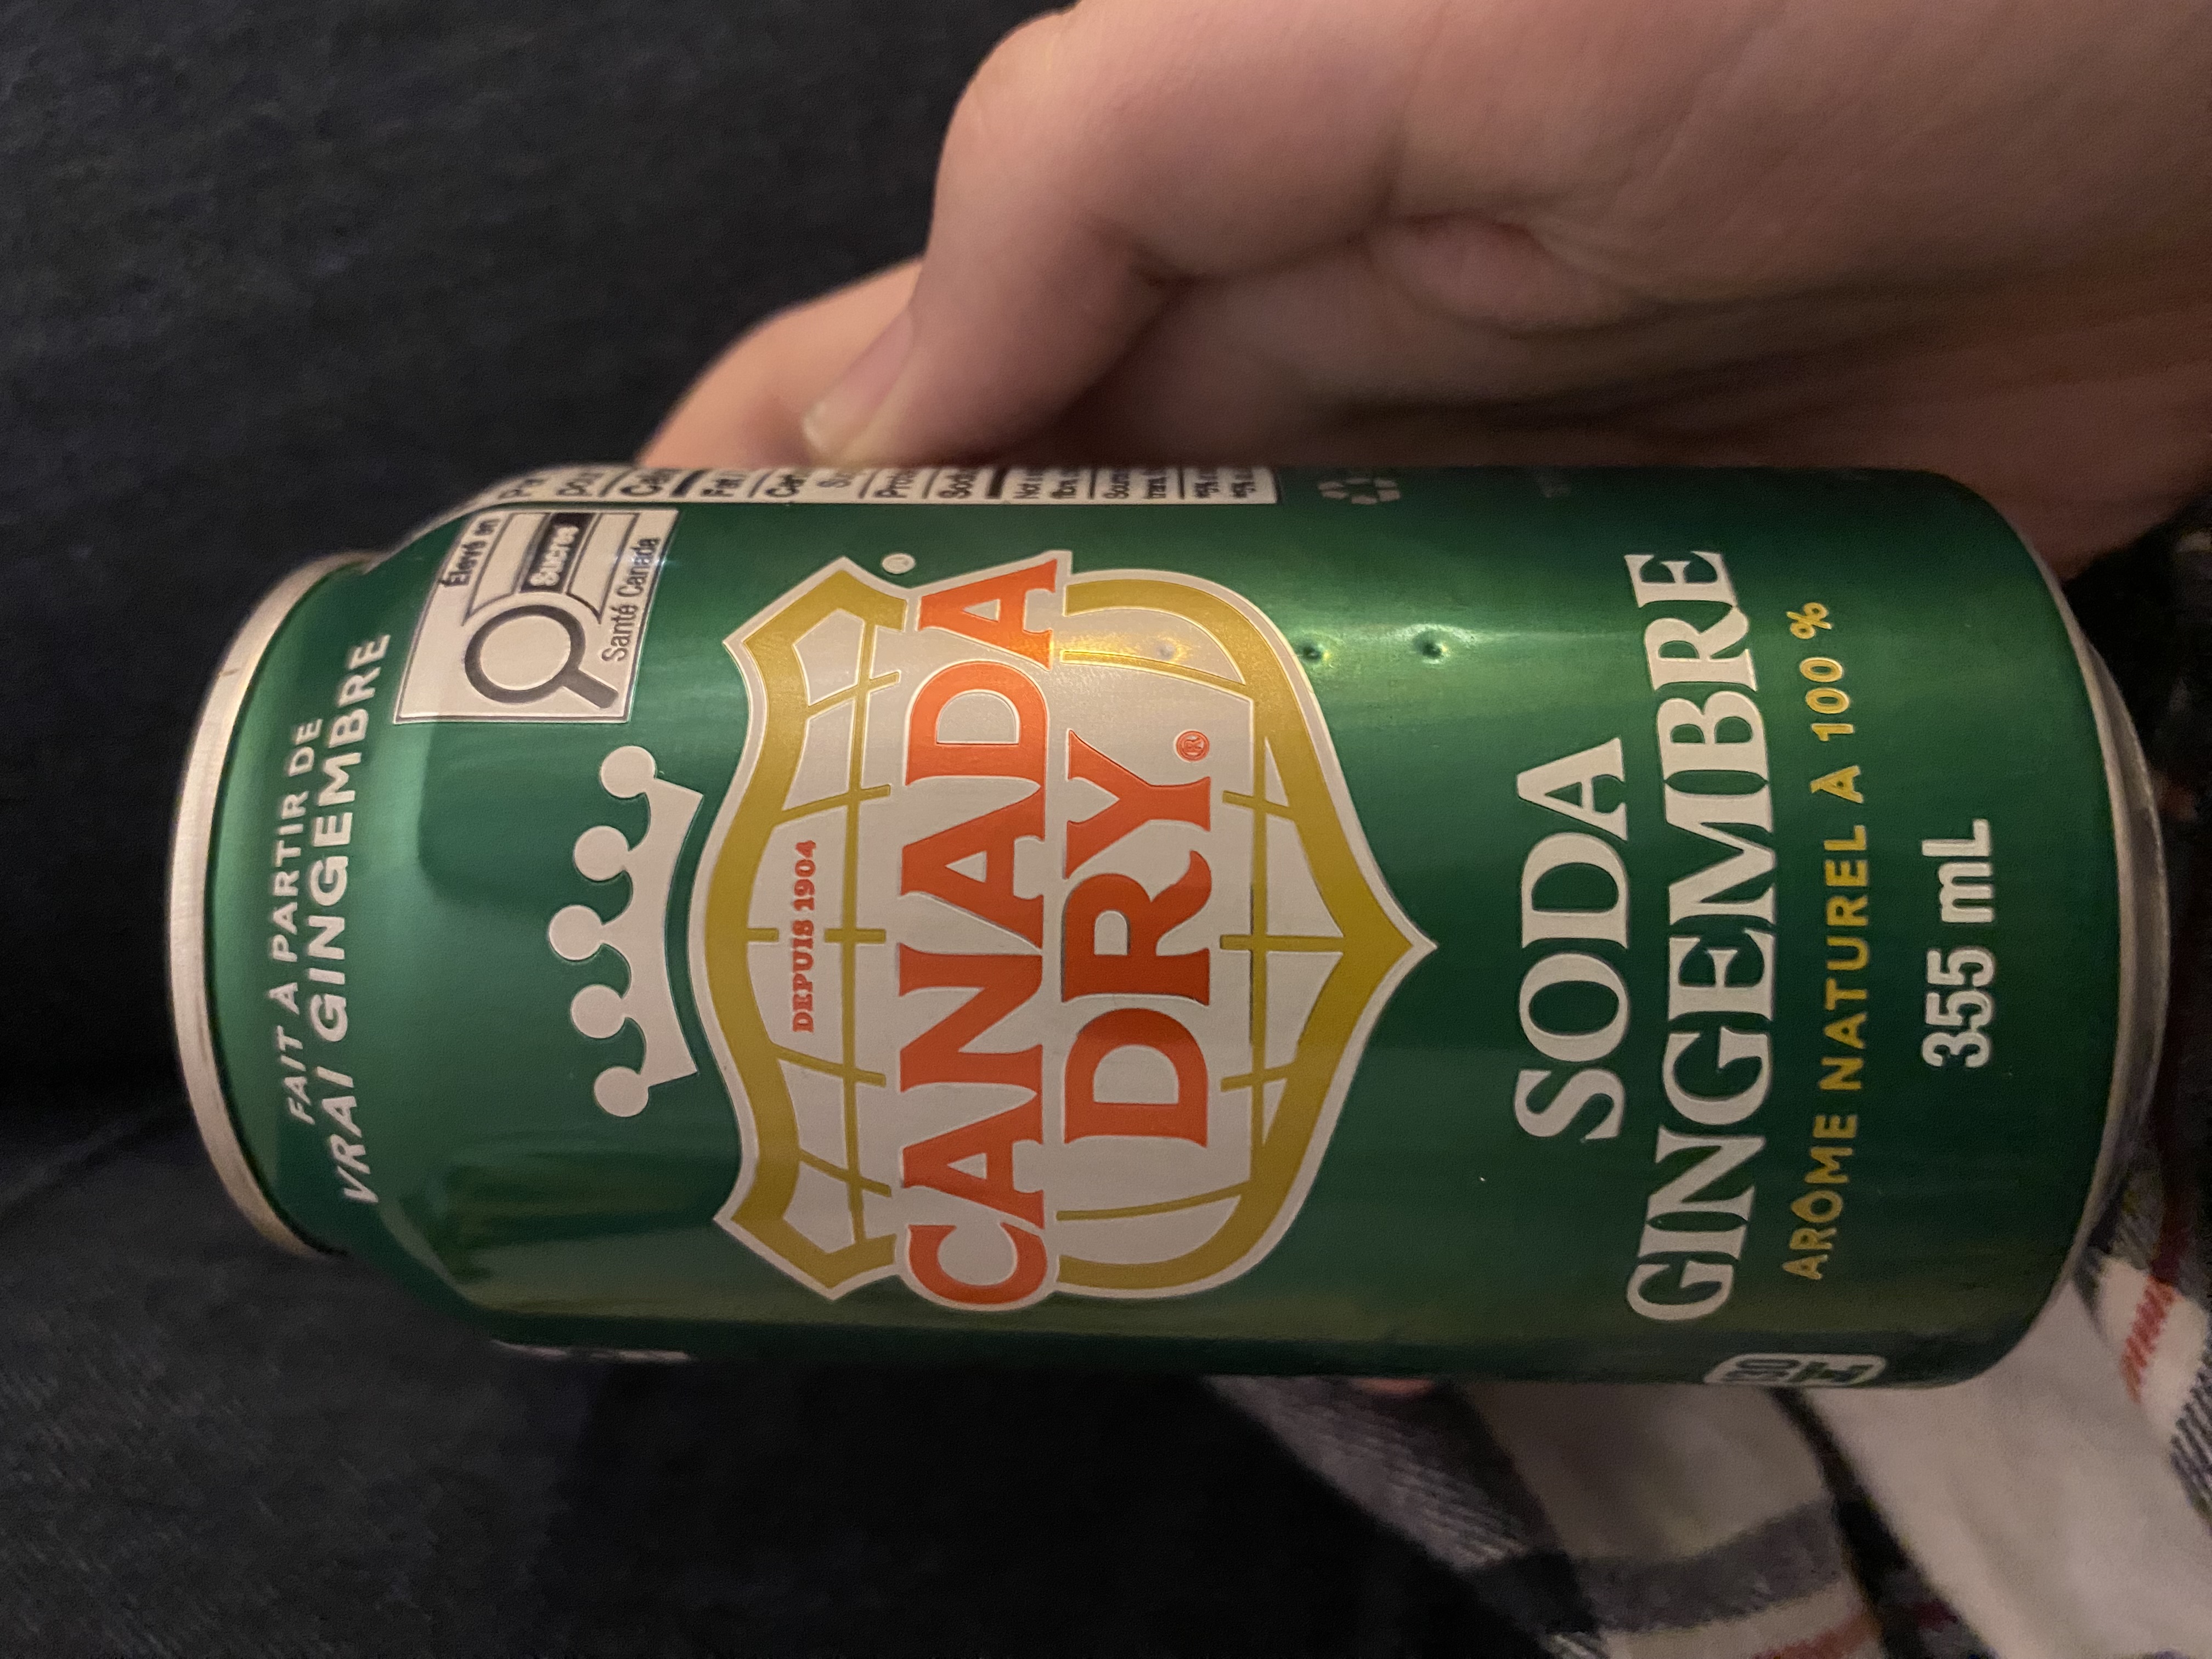 FAIT À PARTIR DE
VRAI GINGEMBRE
Élevé en
Sucres
Santé Canada
DEPUIS 1904
CANADA
DRY®
SODA
GINGEMBRE
ARÔME NATUREL À 100 %
355 mL